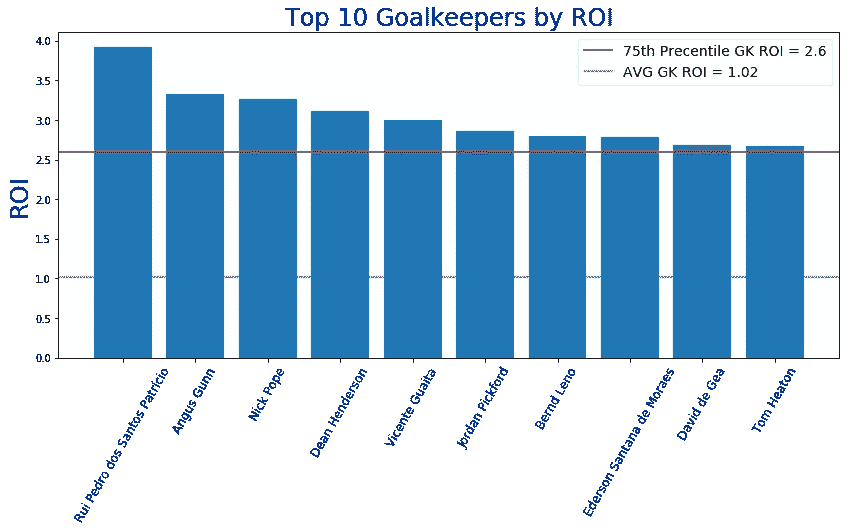 Top 10 Goalkeepers by ROI
75th Precentile GK ROI = 2.6
AVG GK ROI = 1.02
ROI
4.0
3.5
3.0
2.5
2.0
1.5
1.0
0.5
0.0
Rui Pedro dos Santos Patrício
Angus Gunn
Nick Pope
Dean Henderson
Vicente Guaita
Jordan Pickford
Bernd Leno
Ederson Santana de Moraes
David de Gea
Tom Heaton